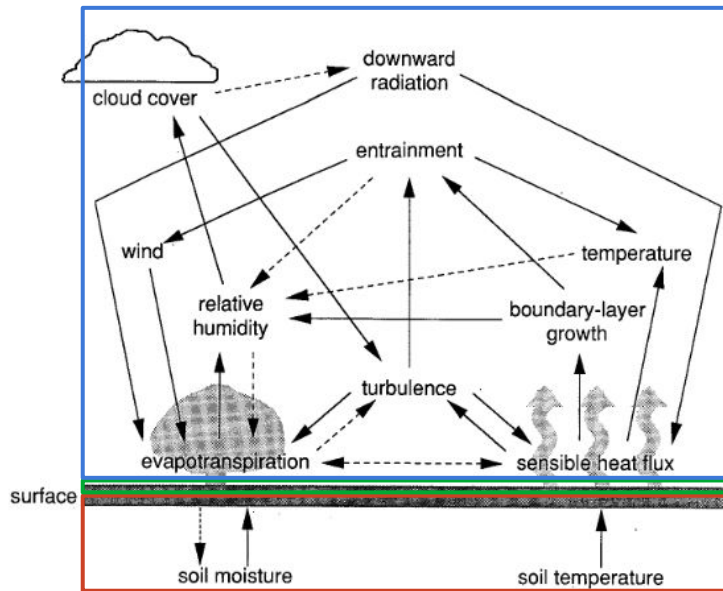 downward
radiation
cloud cover
entrainment
wind
temperature
relative
humidity
boundary-layer
growth
turbulence
evapotranspiration
sensible heat flux
surface
soil moisture
soil temperature